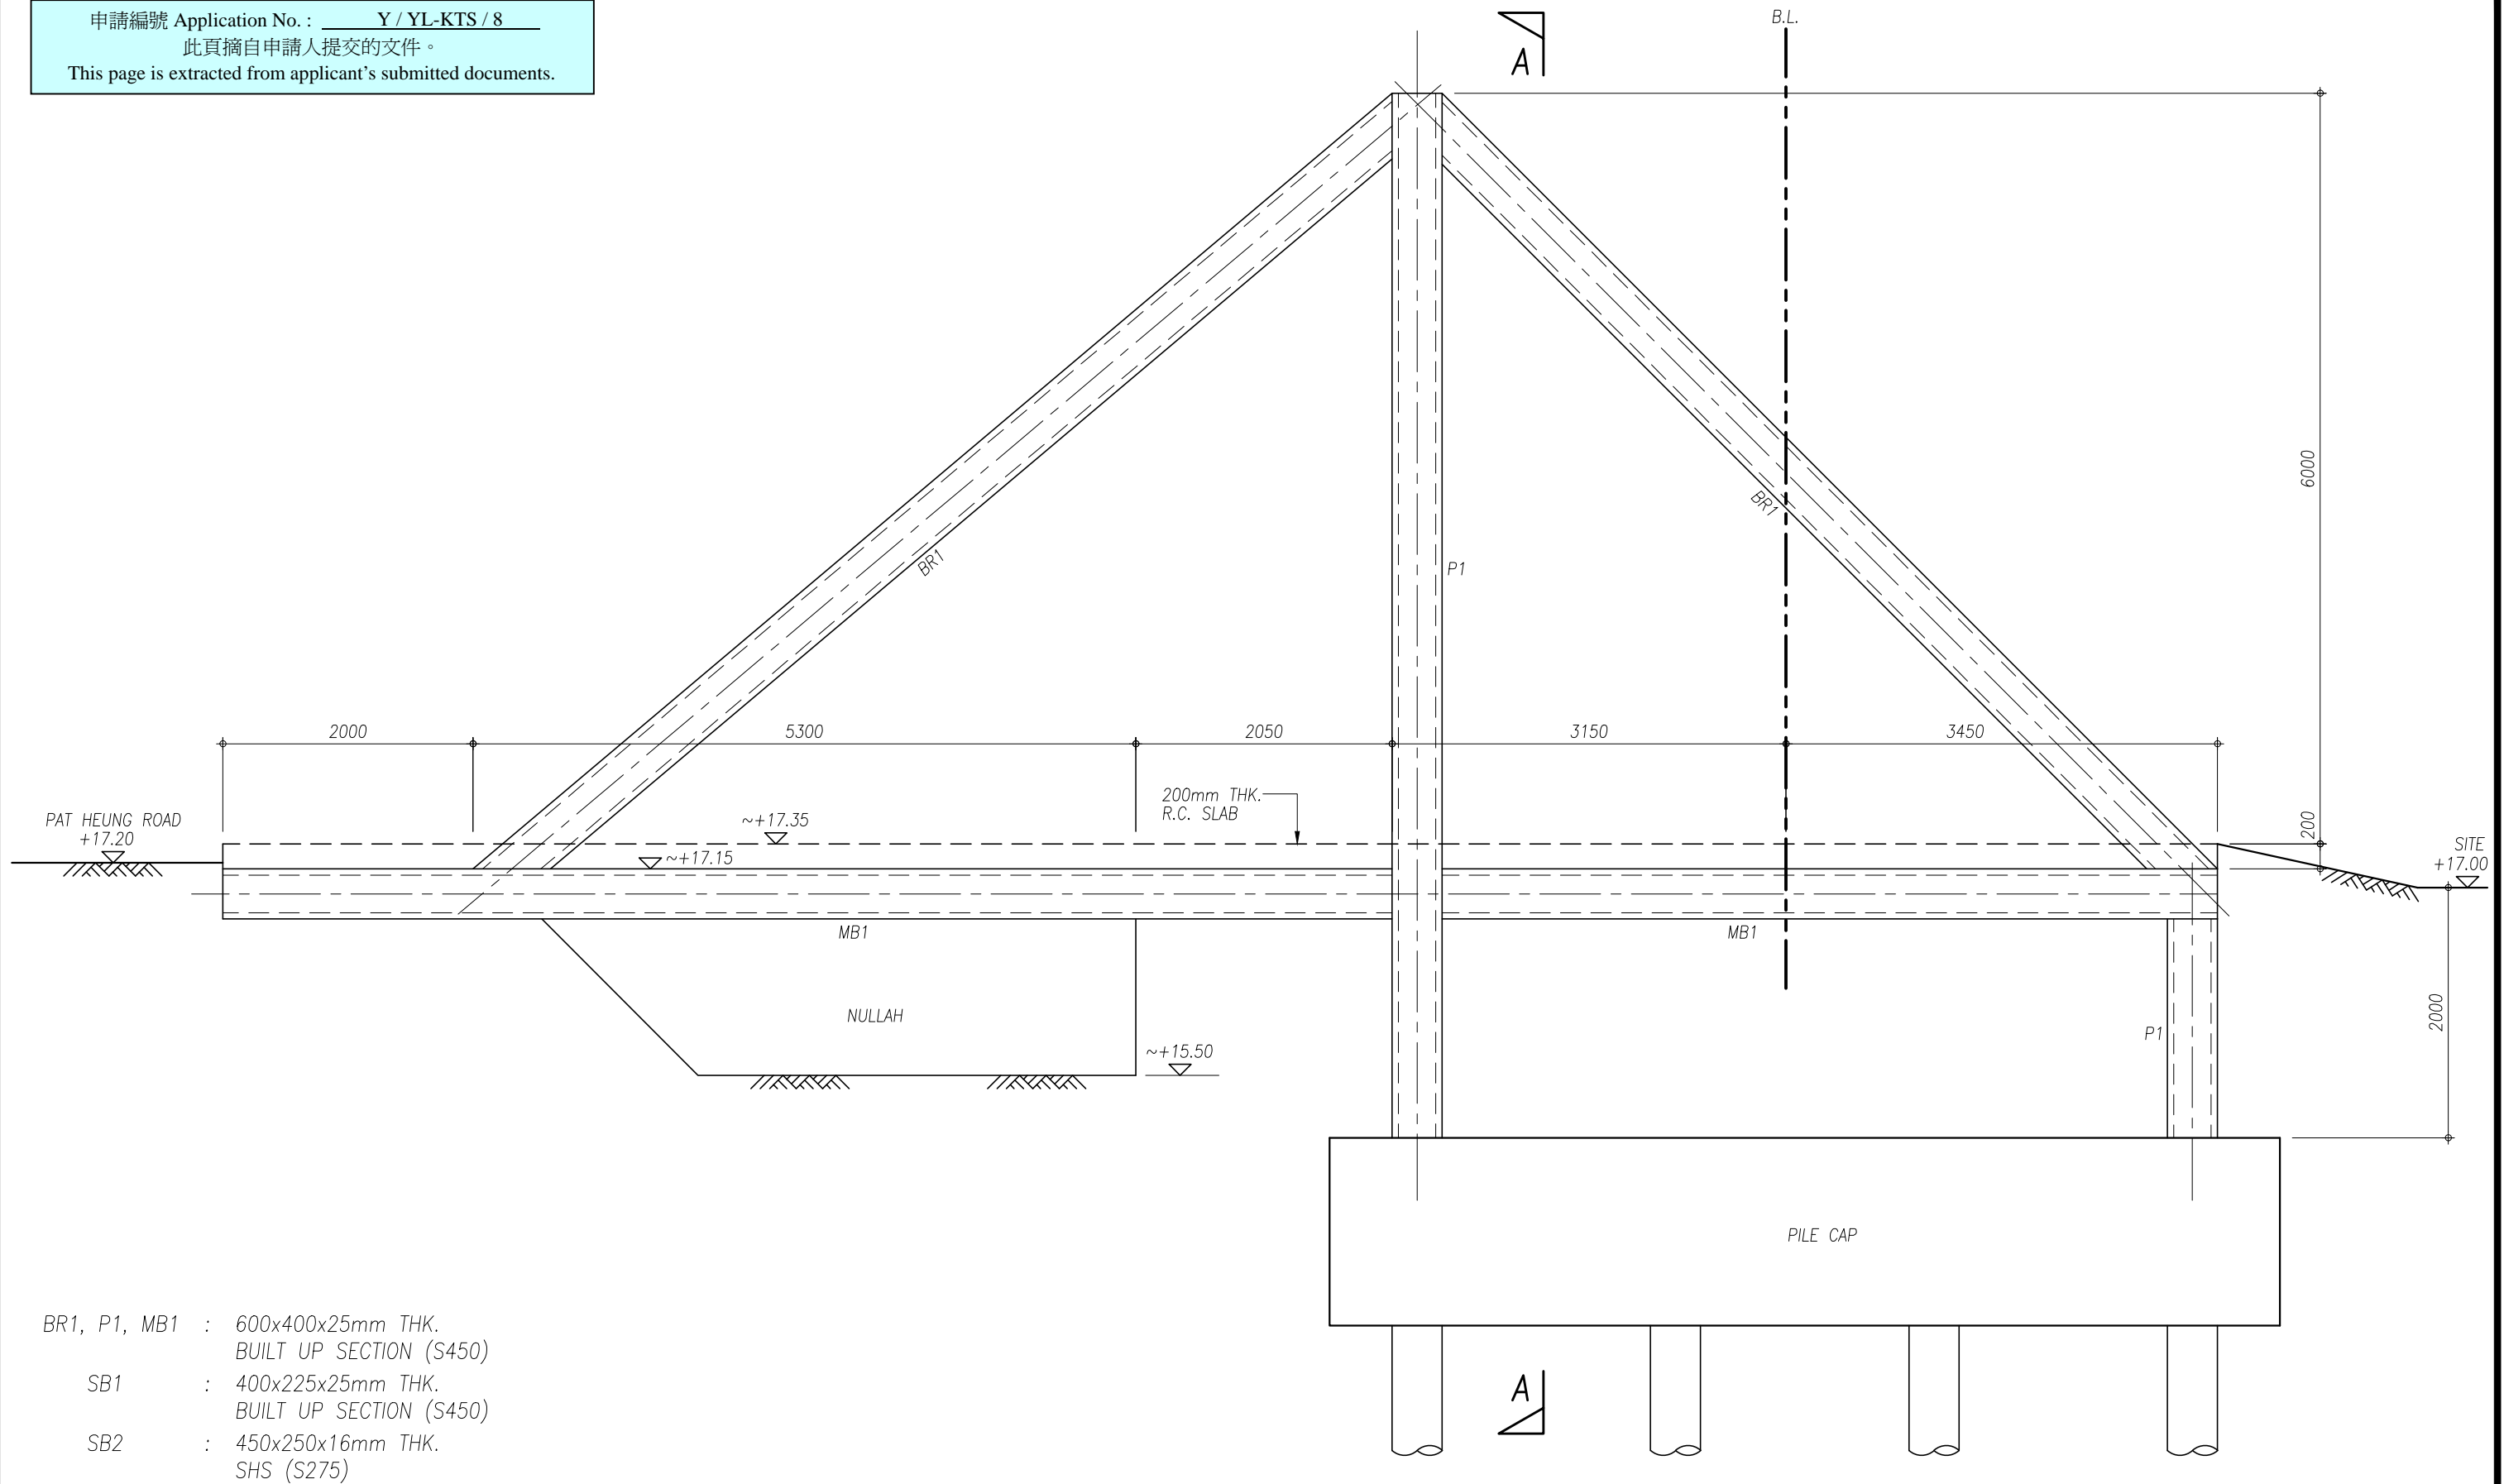 申請編號 Application No. : Y / YL-KTS / 8
此頁摘自申請人提交的文件。
This page is extracted from applicant's submitted documents.
A
B.L.
6000
BR1
BR1
P1
2000
5300
2050
3150
3450
200mm THK.
R.C. SLAB
PAT HEUNG ROAD
+17.20
~+17.35
~+17.15
200
SITE
+17.00
MB1
MB1
NULLAH
~+15.50
P1
2000
PILE CAP
A
BR1, P1, MB1 : 600x400x25mm THK.
BUILT UP SECTION (S450)
SB1 : 400x225x25mm THK.
BUILT UP SECTION (S450)
SB2 : 450x250x16mm THK.
SHS (S275)